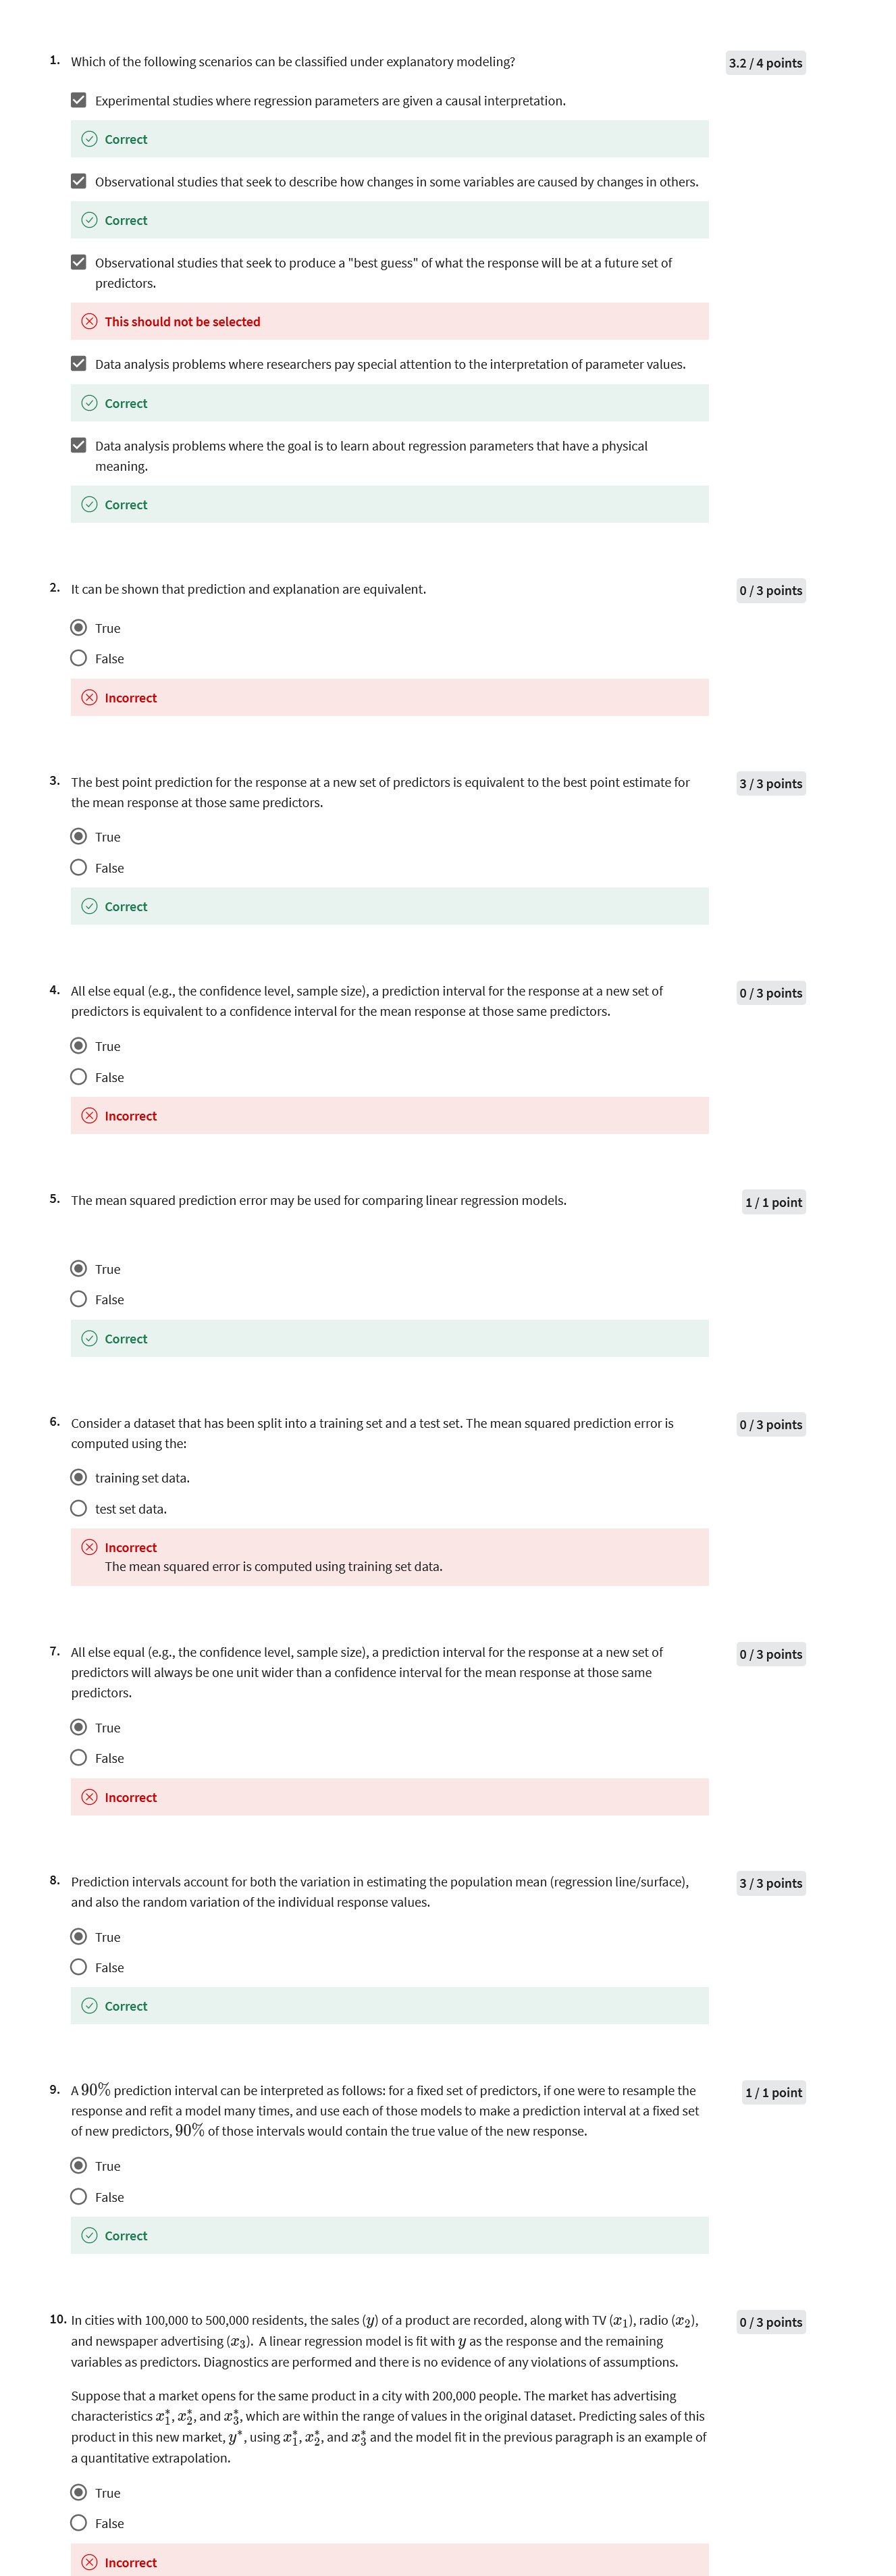 1. Which of the following scenarios can be classified under explanatory modeling?
3.2 / 4 points
Experimental studies where regression parameters are given a causal interpretation.
Correct
Observational studies that seek to describe how changes in some variables are caused by changes in others.
Correct
Observational studies that seek to produce a "best guess" of what the response will be at a future set of
predictors.
This should not be selected
Data analysis problems where researchers pay special attention to the interpretation of parameter values.
Correct
Data analysis problems where the goal is to learn about regression parameters that have a physical
meaning.
Correct
2. It can be shown that prediction and explanation are equivalent.
0 / 3 points
True
False
Incorrect
3. The best point prediction for the response at a new set of predictors is equivalent to the best point estimate for
the mean response at those same predictors.
3 / 3 points
True
False
Correct
4. All else equal (e.g., the confidence level, sample size), a prediction interval for the response at a new set of
predictors is equivalent to a confidence interval for the mean response at those same predictors.
0 / 3 points
True
False
Incorrect
5. The mean squared prediction error may be used for comparing linear regression models.
1 / 1 point
True
False
Correct
6. Consider a dataset that has been split into a training set and a test set. The mean squared prediction error is
computed using the:
0 / 3 points
training set data.
test set data.
Incorrect
The mean squared error is computed using training set data.
7. All else equal (e.g., the confidence level, sample size), a prediction interval for the response at a new set of
predictors will always be one unit wider than a confidence interval for the mean response at those same
predictors.
0 / 3 points
True
False
Incorrect
8. Prediction intervals account for both the variation in estimating the population mean (regression line/surface),
and also the random variation of the individual response values.
3 / 3 points
True
False
Correct
9. A 90% prediction interval can be interpreted as follows: for a fixed set of predictors, if one were to resample the
response and refit a model many times, and use each of those models to make a prediction interval at a fixed set
of new predictors, 90% of those intervals would contain the true value of the new response.
1 / 1 point
True
False
Correct
10. In cities with 100,000 to 500,000 residents, the sales (y) of a product are recorded, along with TV (x₁), radio (x₂),
and newspaper advertising (x₃). A linear regression model is fit with y as the response and the remaining
variables as predictors. Diagnostics are performed and there is no evidence of any violations of assumptions.
0 / 3 points
Suppose that a market opens for the same product in a city with 200,000 people. The market has advertising
characteristics x₁*, x₂*, and x₃*, which are within the range of values in the original dataset. Predicting sales of this
product in this new market, y*, using x₁*, x₂*, and x₃* and the model fit in the previous paragraph is an example of
a quantitative extrapolation.
True
False
Incorrect